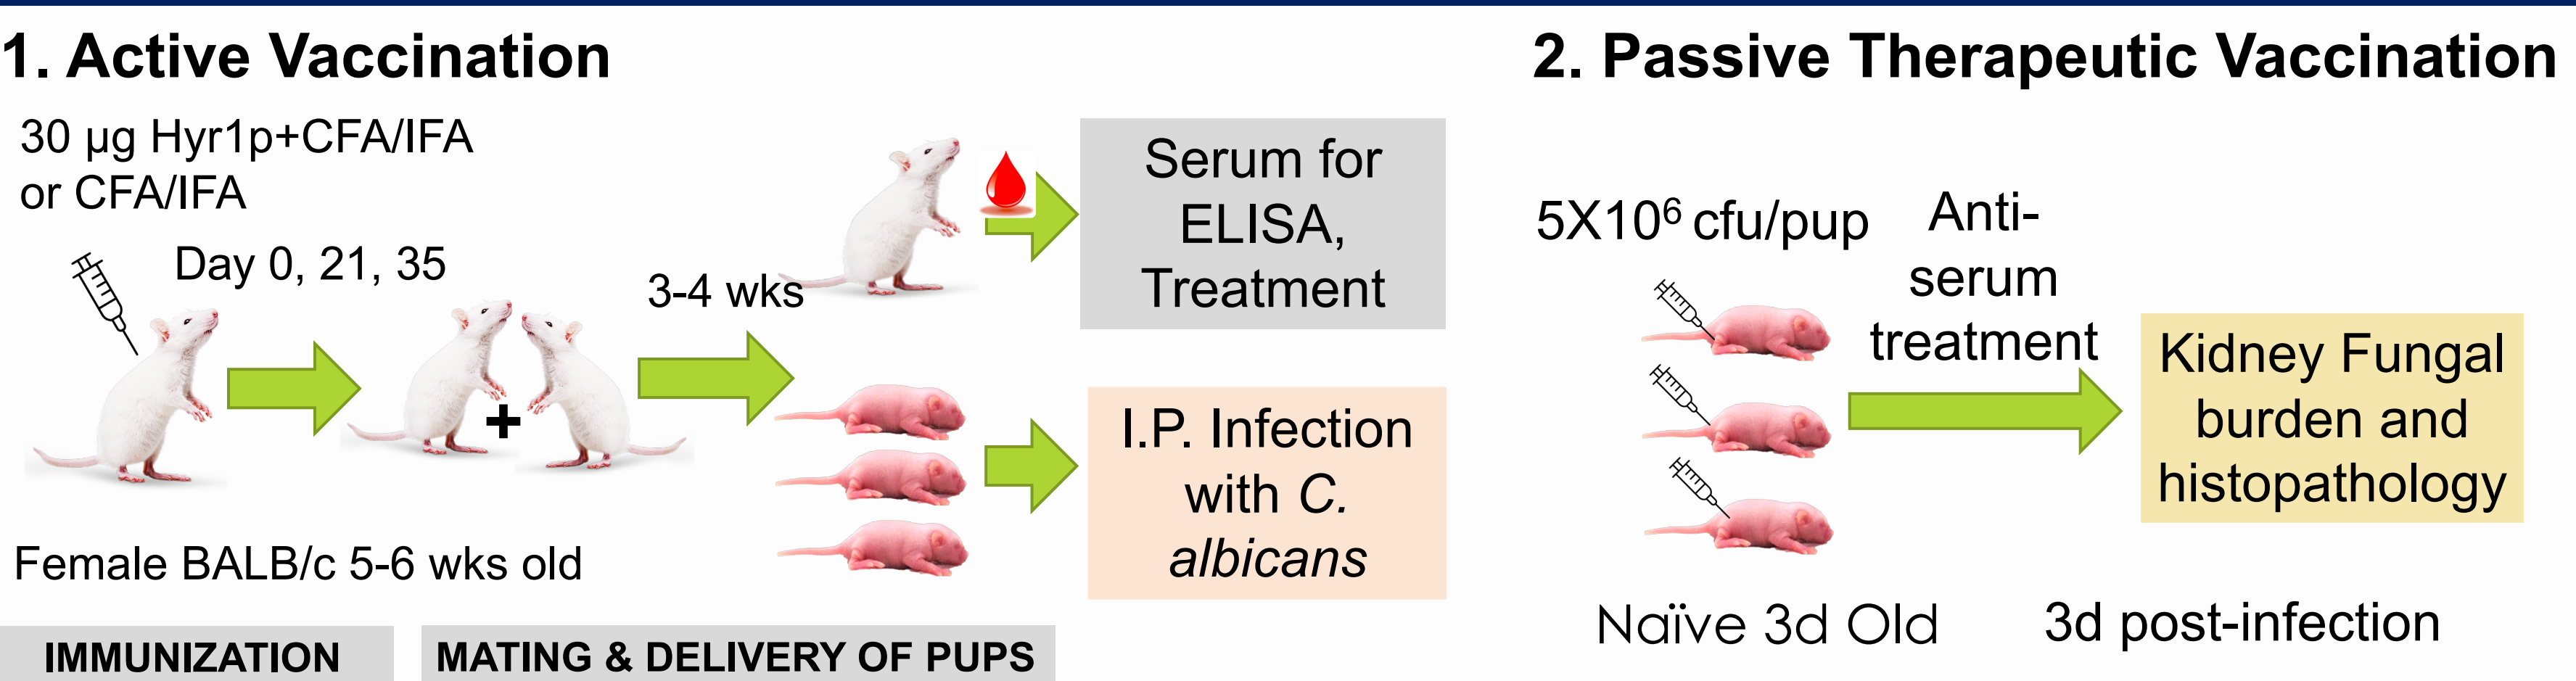 1. Active Vaccination
30 µg Hyr1p+CFA/IFA
or CFA/IFA
Day 0, 21, 35
3-4 wks
+
Serum for
ELISA,
Treatment
I.P. Infection
with C.
albicans
Female BALB/c 5-6 wks old
IMMUNIZATION
MATING & DELIVERY OF PUPS
2. Passive Therapeutic Vaccination
5X10⁶ cfu/pup
Anti-
serum
treatment
Kidney Fungal
burden and
histopathology
Naïve 3d Old
3d post-infection